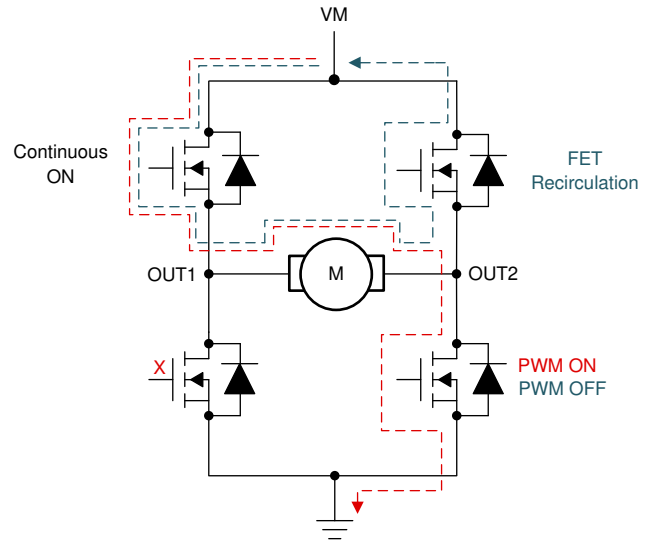 VM
Continuous
ON
FET
Recirculation
M
OUT1
OUT2
X
PWM ON
PWM OFF